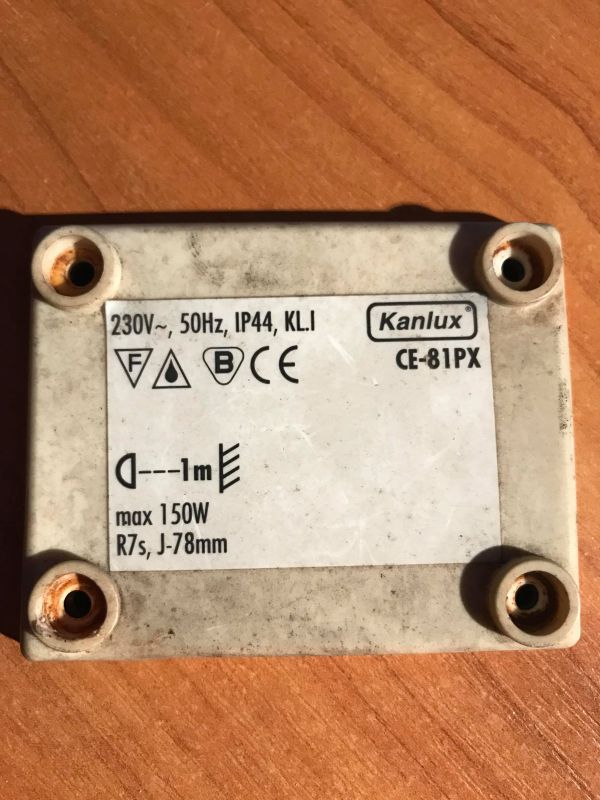 230V~, 50Hz, IP44, KL.I
Kanlux®
CE-81PX
F B CE
1m
max 150W
R7s, J-78mm